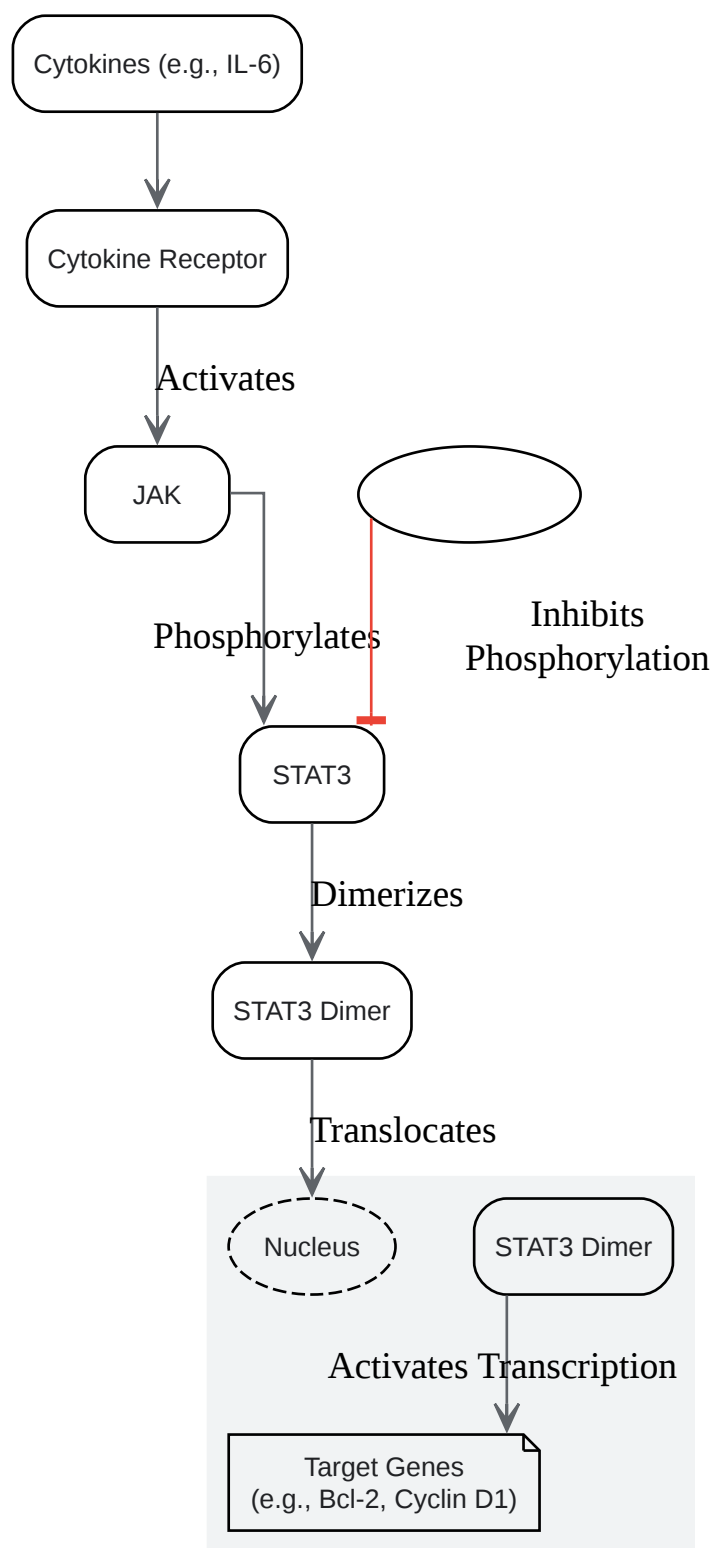 Cytokines (e.g., IL-6)
Cytokine Receptor
Activates
JAK
Phosphorylates
Inhibits
Phosphorylation
STAT3
Dimerizes
STAT3 Dimer
Translocates
Nucleus
STAT3 Dimer
Activates Transcription
Target Genes
(e.g., Bcl-2, Cyclin D1)